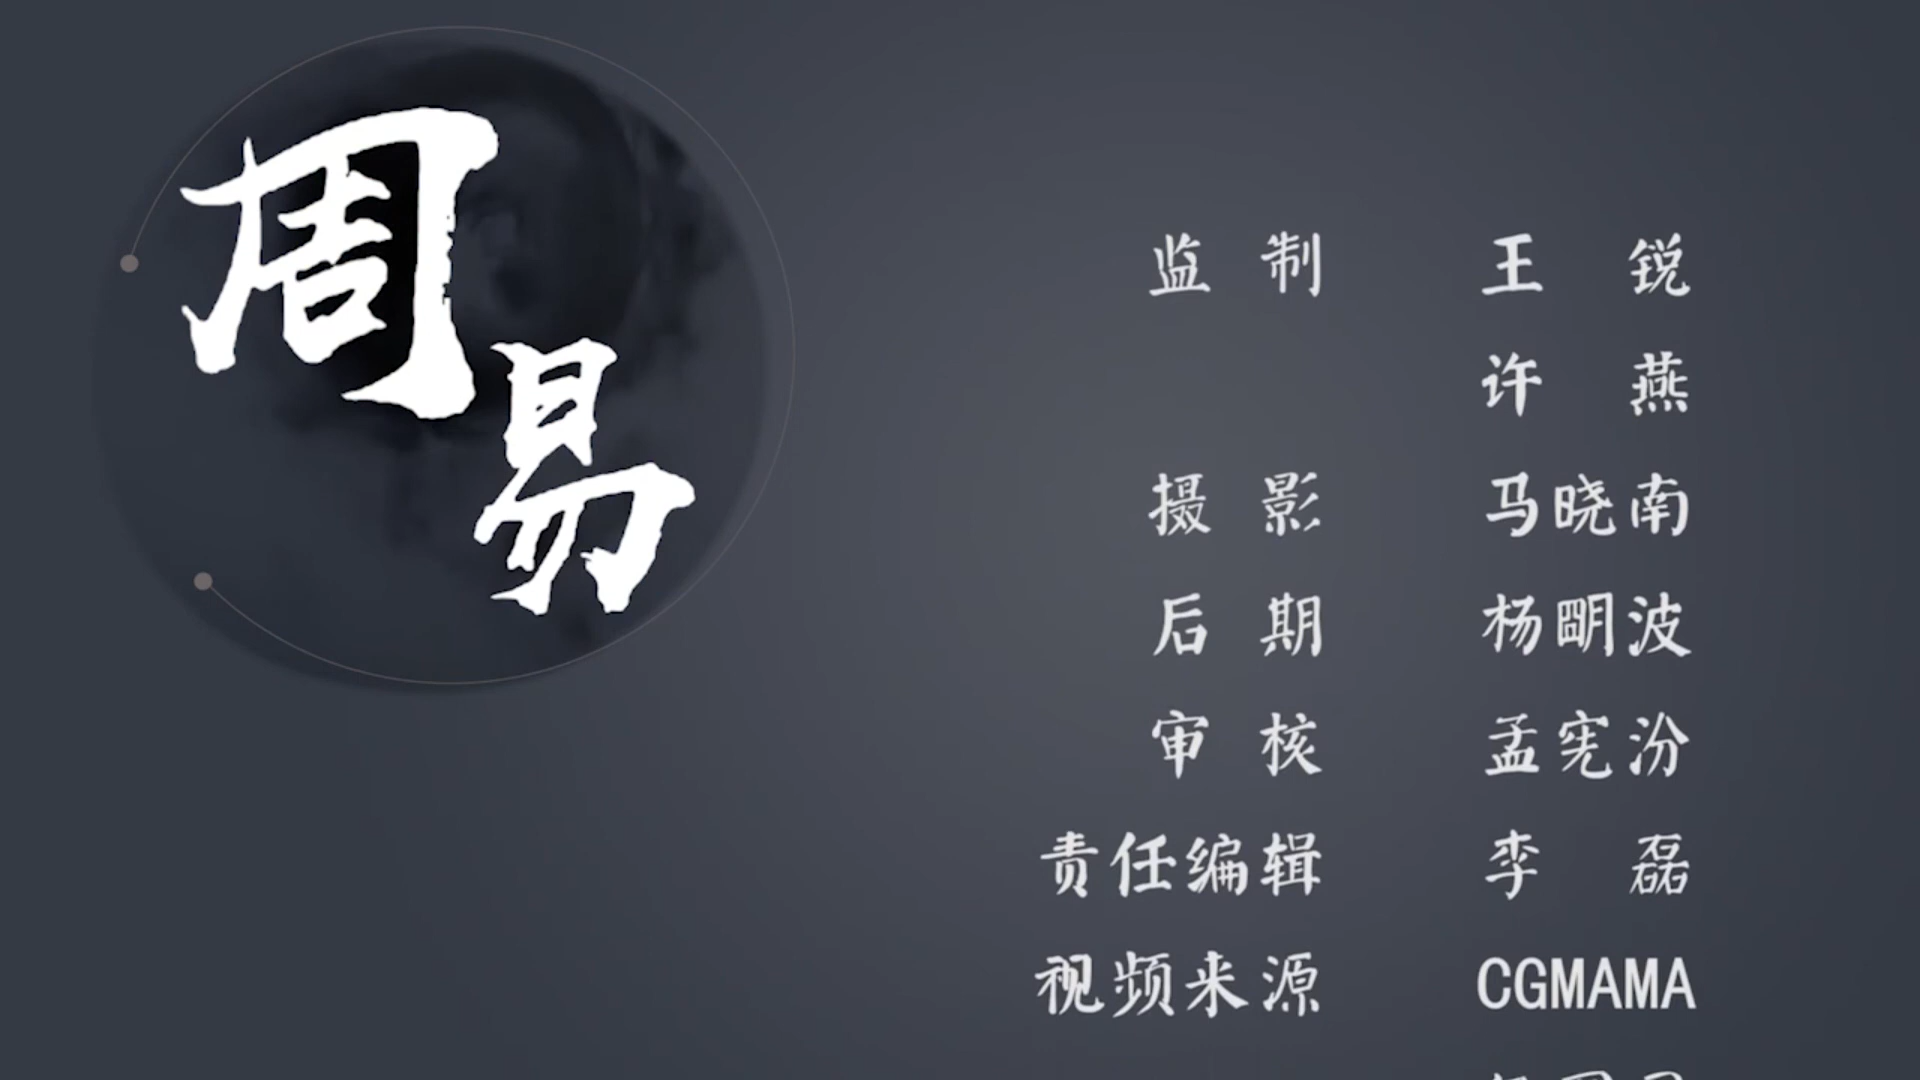 周易
监制 王锐
许燕
摄影 马晓南
后期 杨朙波
审核 孟宪汾
责任编辑 李磊
视频来源 CGMAMA